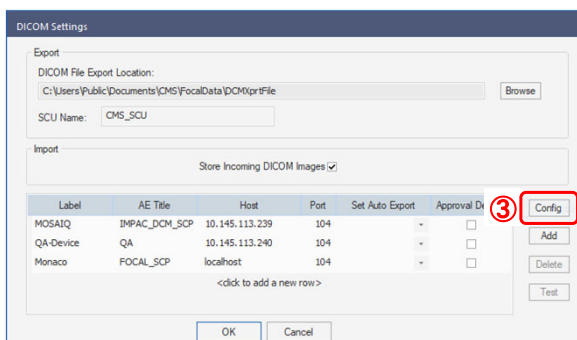 DICOM Settings
Export
DICOM File Export Location:
C:\Users\Public\Documents\CMS\FocalData\DCMXprtFile
Browse
SCU Name: CMS_SCU
Import
Store Incoming DICOM Images
Label AE Title Host Port Set Auto Export Approval De ③ Config
MOSAIQ IMPAC_DCM_SCP 10.145.113.239 104
QA-Device QA 10.145.113.240 104 Add
Monaco FOCAL_SCP localhost 104 Delete
<click to add a new row>
Test
OK Cancel